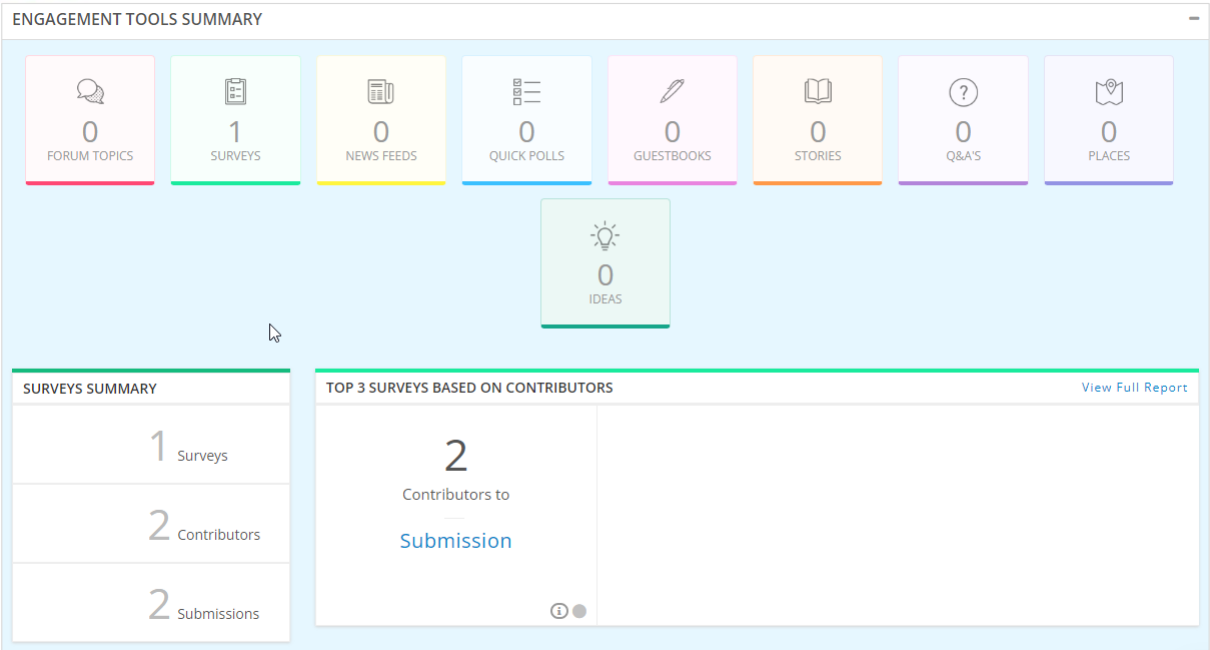 ENGAGEMENT TOOLS SUMMARY
0
FORUM TOPICS
1
SURVEYS
0
NEWS FEEDS
0
QUICK POLLS
0
GUESTBOOKS
0
STORIES
?
0
Q&A'S
0
PLACES
0
IDEAS
SURVEYS SUMMARY
1 Surveys
2 Contributors
2 Submissions
TOP 3 SURVEYS BASED ON CONTRIBUTORS
View Full Report
2
Contributors to
Submission